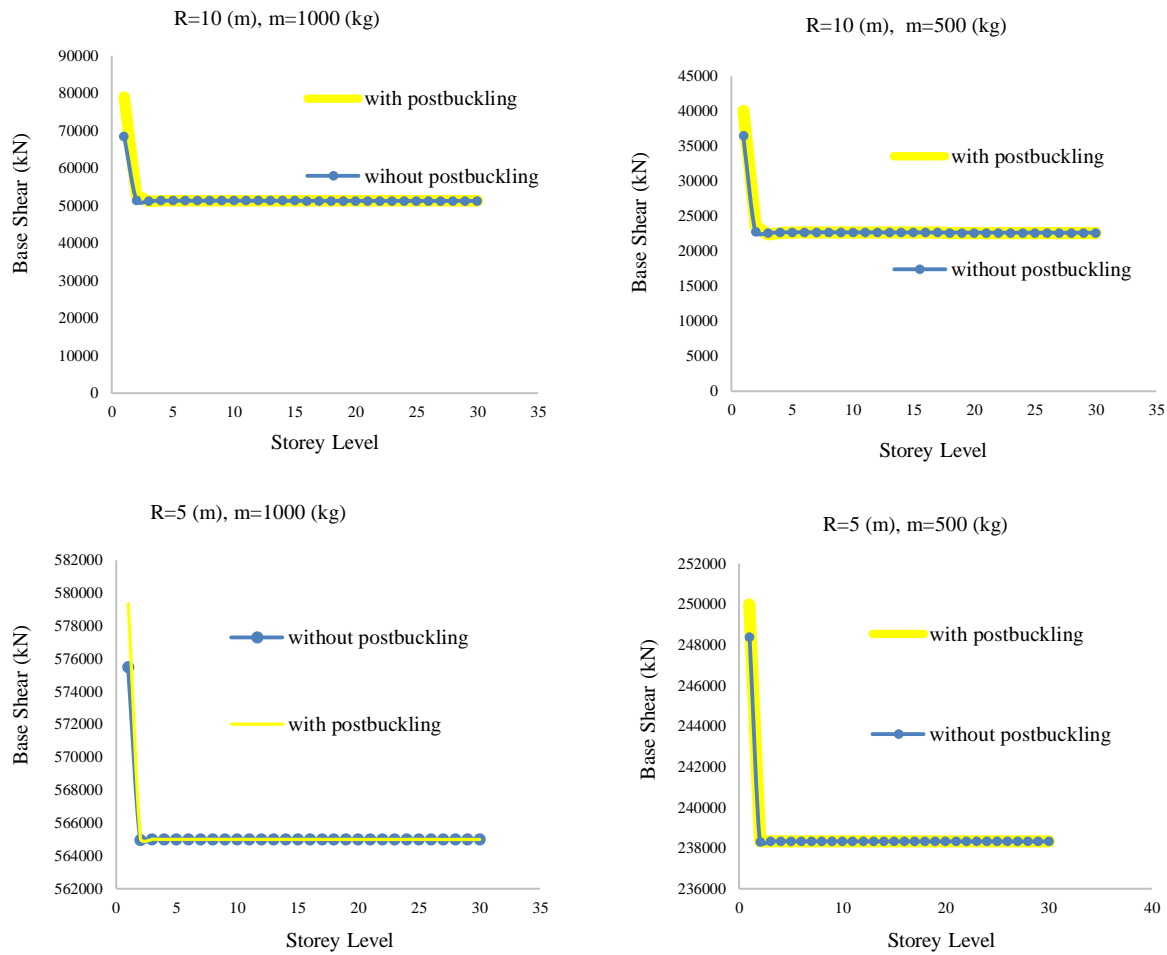 R=10 (m), m=1000 (kg)
Base Shear (kN)
90000
80000
70000
60000
50000
40000
30000
20000
10000
0
0 5 10 15 20 25 30 35
Storey Level
with postbuckling
wihout postbuckling
R=10 (m), m=500 (kg)
Base Shear (kN)
45000
40000
35000
30000
25000
20000
15000
10000
5000
0
0 5 10 15 20 25 30 35
Storey Level
with postbuckling
without postbuckling
R=5 (m), m=1000 (kg)
Base Shear (kN)
582000
580000
578000
576000
574000
572000
570000
568000
566000
564000
562000
0 5 10 15 20 25 30 35
Storey Level
without postbuckling
with postbuckling
R=5 (m), m=500 (kg)
Base Shear (kN)
252000
250000
248000
246000
244000
242000
240000
238000
236000
0 10 20 30 40
Storey Level
with postbuckling
without postbuckling